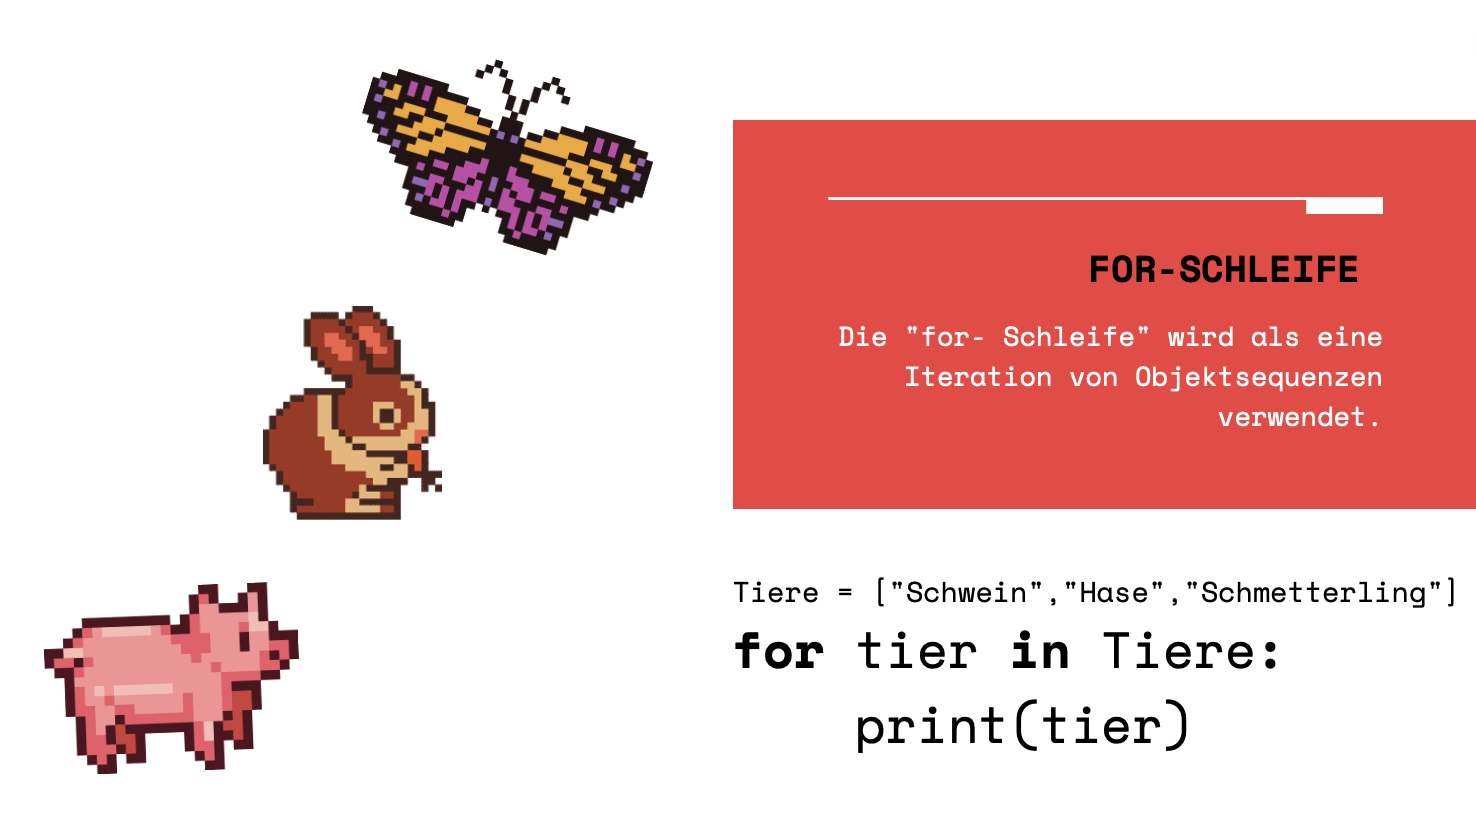 FOR-SCHLEIFE
Die "for- Schleife" wird als eine
Iteration von Objektsequenzen
verwendet.
Tiere = ["Schwein","Hase","Schmetterling"]
for tier in Tiere:
    print(tier)